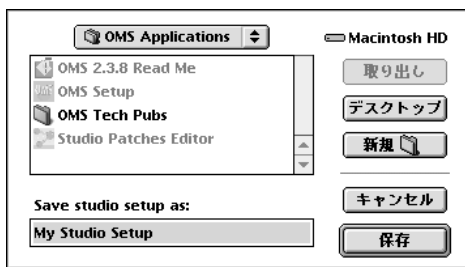 OMS Applications
Macintosh HD
OMS 2.3.8 Read Me
OMS Setup
OMS Tech Pubs
Studio Patches Editor
取り出し
デスクトップ
新規
Save studio setup as:
My Studio Setup
キャンセル
保存